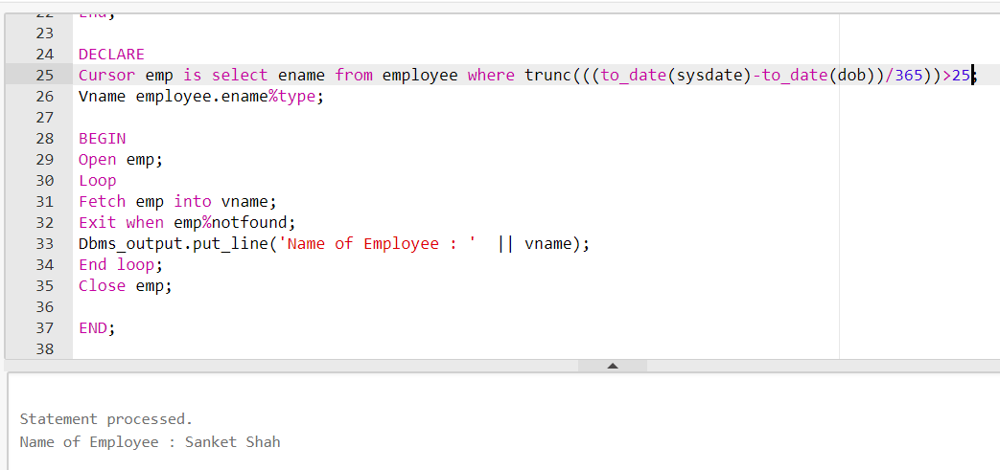 22 End;
23
24 DECLARE
25 Cursor emp is select ename from employee where trunc(((to_date(sysdate)-to_date(dob))/365))>25;
26 Vname employee.ename%type;
27
28 BEGIN
29 Open emp;
30 Loop
31 Fetch emp into vname;
32 Exit when emp%notfound;
33 Dbms_output.put_line('Name of Employee : '  || vname);
34 End loop;
35 Close emp;
36
37 END;
38
Statement processed.
Name of Employee : Sanket Shah